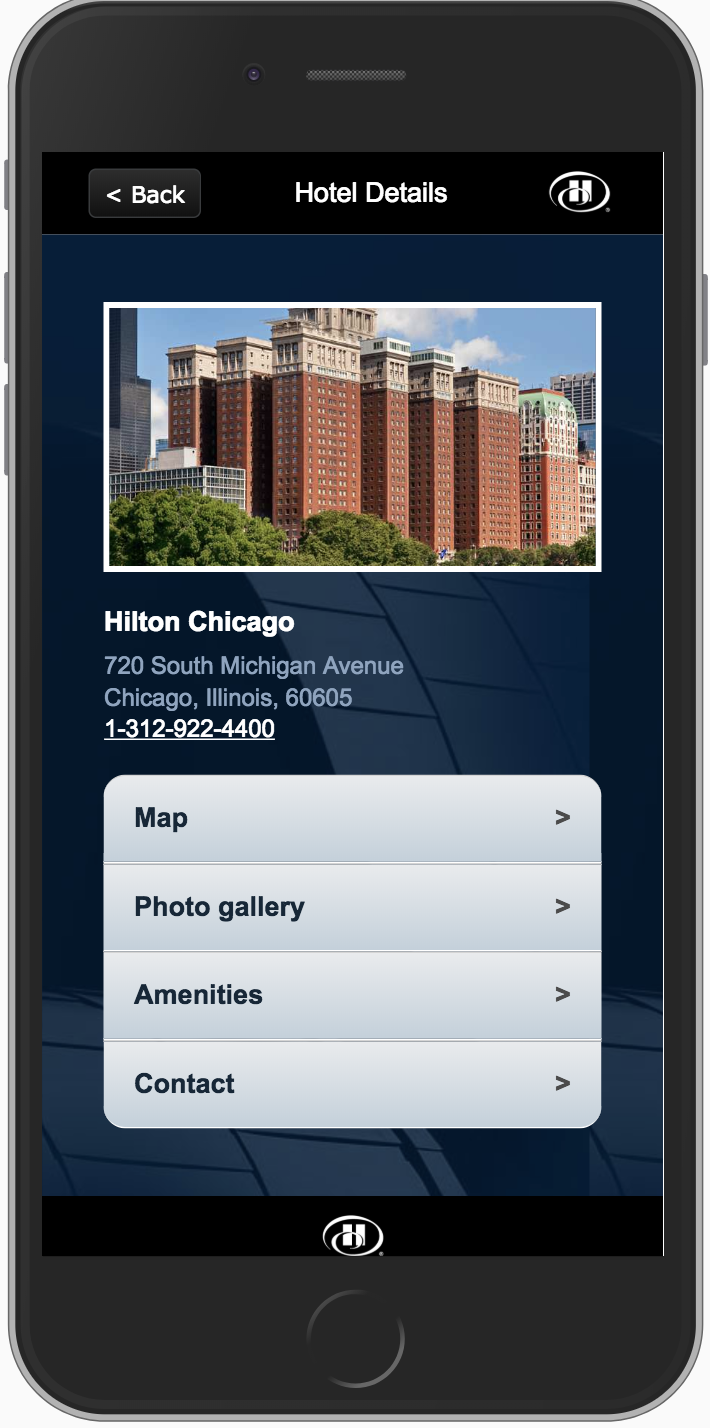 < Back
Hotel Details
H
Hilton Chicago
720 South Michigan Avenue
Chicago, Illinois, 60605
1-312-922-4400
Map >
Photo gallery >
Amenities >
Contact >
H